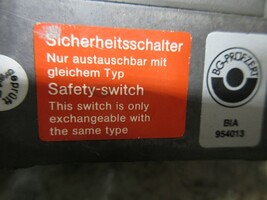 Sicherheitsschalter
Nur austauschbar mit
gleichem Typ
Safety-switch
This switch is only
exchangeable with
the same type
BG-PRÜFZERT
BIA
954013